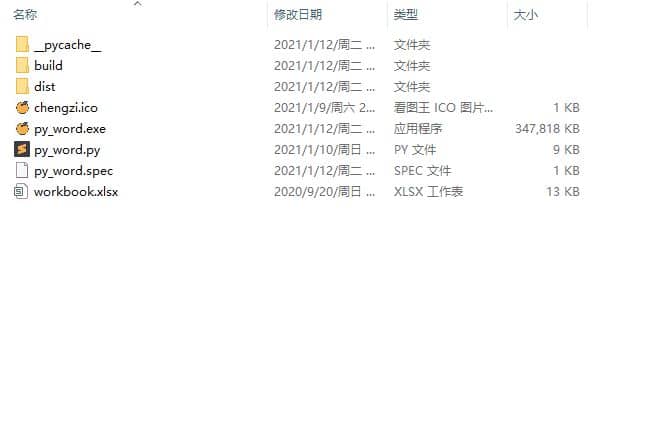 名称 修改日期 类型 大小
__pycache__ 2021/1/12/周二 ... 文件夹
build 2021/1/12/周二 ... 文件夹
dist 2021/1/12/周二 ... 文件夹
chengzi.ico 2021/1/9/周六 2... 看图王 ICO 图片... 1 KB
py_word.exe 2021/1/12/周二 ... 应用程序 347,818 KB
py_word.py 2021/1/10/周日 ... PY 文件 9 KB
py_word.spec 2021/1/12/周二 ... SPEC 文件 1 KB
workbook.xlsx 2020/9/20/周日 ... XLSX 工作表 13 KB